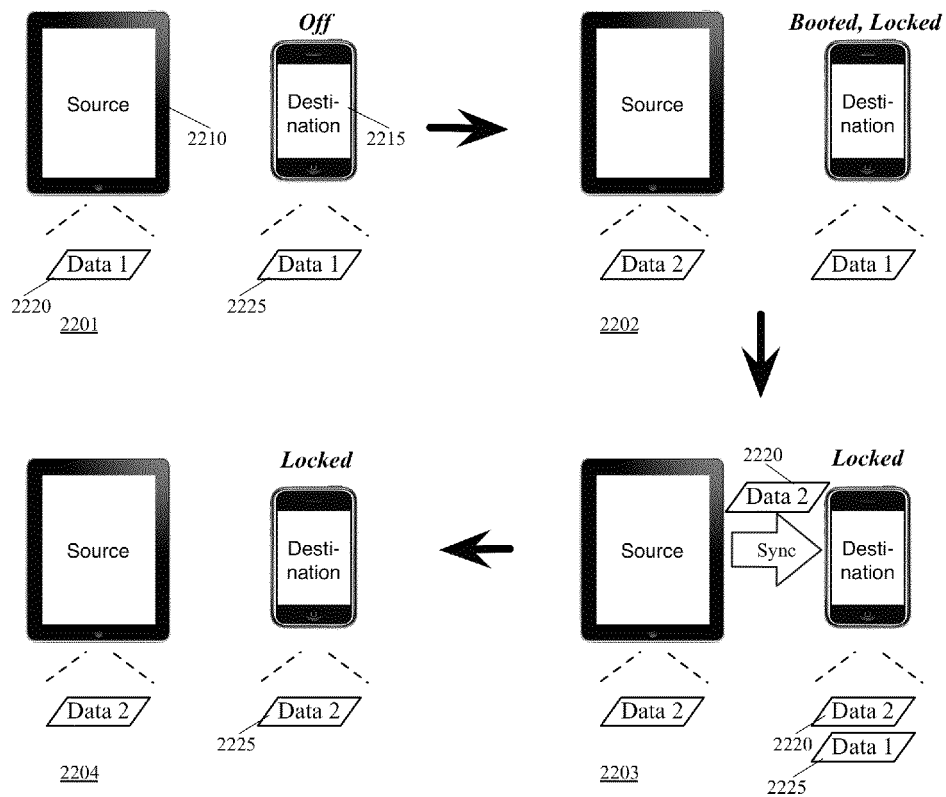 Off
Booted, Locked
Source
2210
Desti-
nation
2215
Source
Desti-
nation
Data 1
2220
Data 1
2225
Data 2
Data 1
2201
2202
Locked
2220
Locked
Data 2
Source
Desti-
nation
Source
Sync
Desti-
nation
Data 2
Data 2
2225
Data 2
Data 2
2220
Data 1
2225
2204
2203